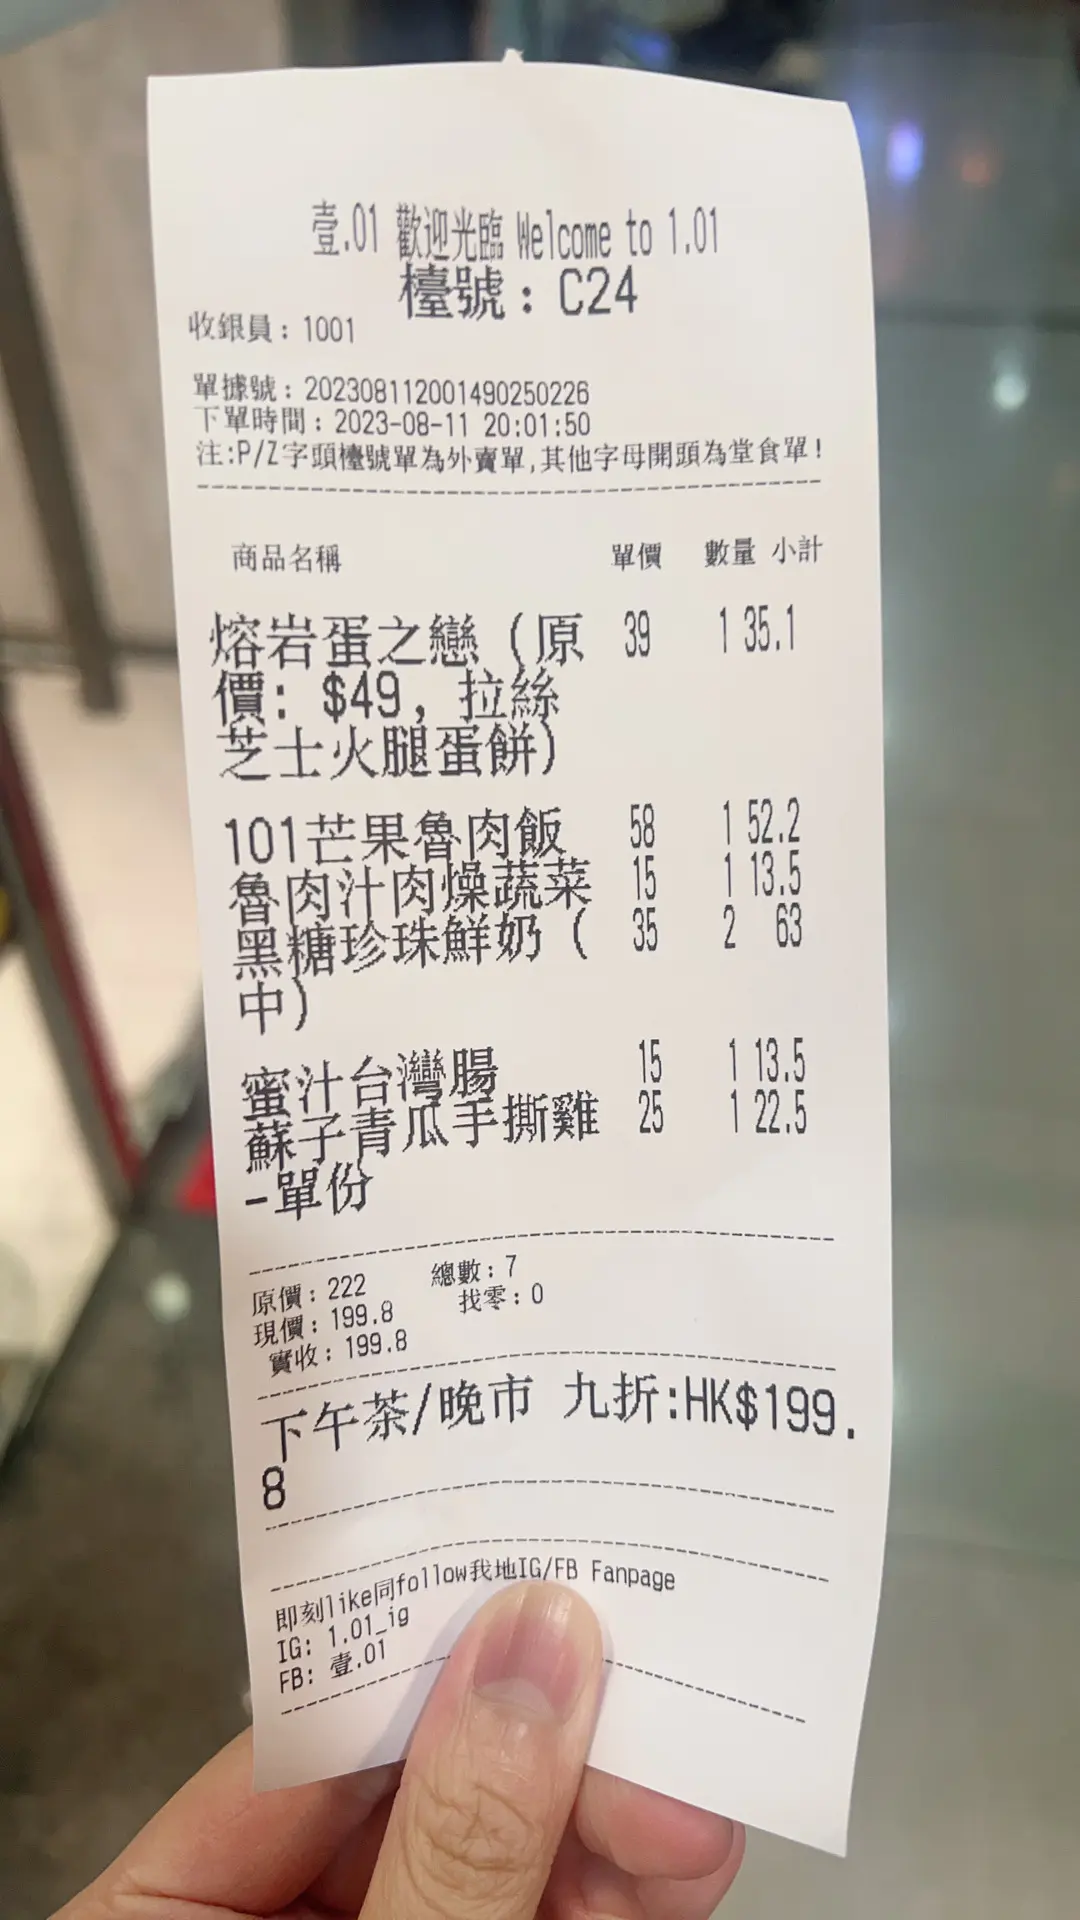 壹.01 歡迎光臨 Welcome to 1.01
檯號：C24
收銀員：1001
單據號：202308112001490250226
下單時間：2023-08-11 20:01:50
注:P/Z字頭檯號單為外賣單,其他字母開頭為堂食單!
商品名稱 單價 數量 小計
熔岩蛋之戀 (原 39 1 35.1
價: $49, 拉絲
芝士火腿蛋餅)
101芒果魯肉飯 58 1 52.2
魯肉汁肉燥蔬菜 15 1 13.5
黑糖珍珠鮮奶 ( 35 2 63
中)
蜜汁台灣腸 15 1 13.5
蘇子青瓜手撕雞 25 1 22.5
-單份
原價：222 總數：7
現價：199.8 找零：0
實收：199.8
下午茶/晚市 九折:HK$199.
8
即刻like同follow我地IG/FB Fanpage
IG: 1.01_ig
FB: 壹.01